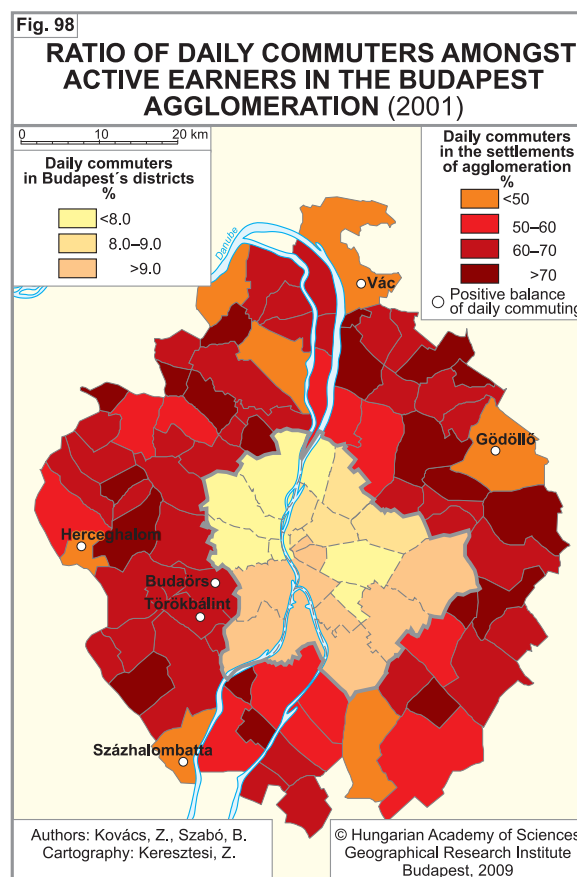 Fig. 98
RATIO OF DAILY COMMUTERS AMONGST
ACTIVE EARNERS IN THE BUDAPEST
AGGLOMERATION (2001)
0 10 20 km
Daily commuters
in Budapest´s districts
%
<8.0
8.0–9.0
>9.0
Daily commuters
in the settlements
of agglomeration
%
<50
50–60
60–70
>70
Positive balance
of daily commuting
Danube
Vác
Gödöllő
Herceghalom
Budaörs
Törökbálint
Százhalombatta
Authors: Kovács, Z., Szabó, B.
Cartography: Keresztesi, Z.
© Hungarian Academy of Sciences
Geographical Research Institute
Budapest, 2009